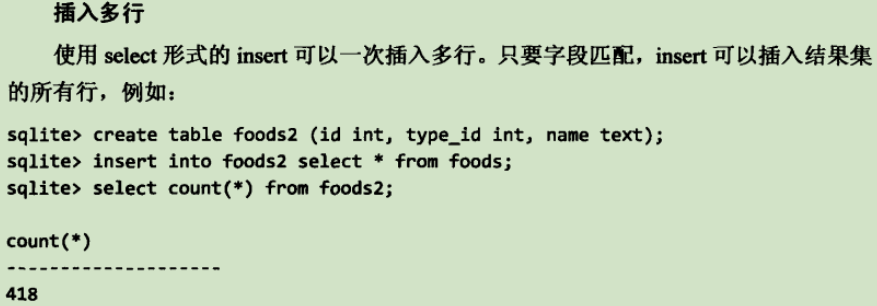 插入多行
使用 select 形式的 insert 可以一次插入多行。只要字段匹配，insert 可以插入结果集
的所有行，例如：
sqlite> create table foods2 (id int, type_id int, name text);
sqlite> insert into foods2 select * from foods;
sqlite> select count(*) from foods2;
count(*)
--------------------
418